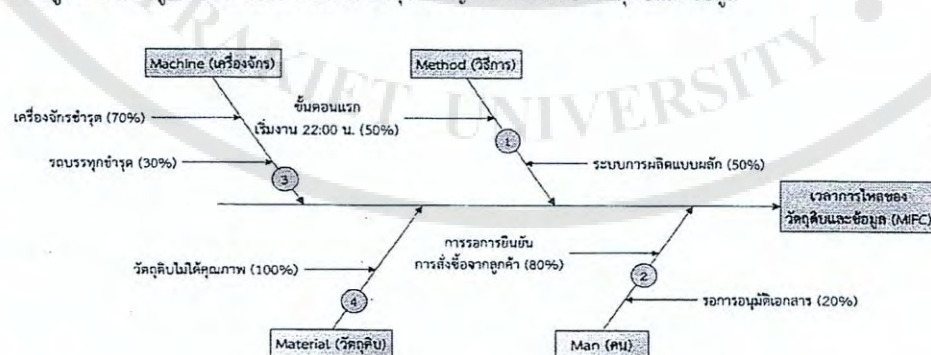 RAKJET UNIVERSITY
Machine (เครื่องจักร)
Method (วิธีการ)
เครื่องจักรชำรุด (70%)
รถบรรทุกชำรุด (30%)
3
ขั้นตอนแรก
เริ่มงาน 22:00 น. (50%)
1
ระบบการผลิตแบบผลัก (50%)
เวลาการไหลของ
วัตถุดิบและข้อมูล (MIFC)
วัตถุดิบไม่ได้คุณภาพ (100%)
4
การรอการยืนยัน
การสั่งซื้อจากลูกค้า (80%)
2
รอการอนุมัติเอกสาร (20%)
Material (วัตถุดิบ)
Man (คน)